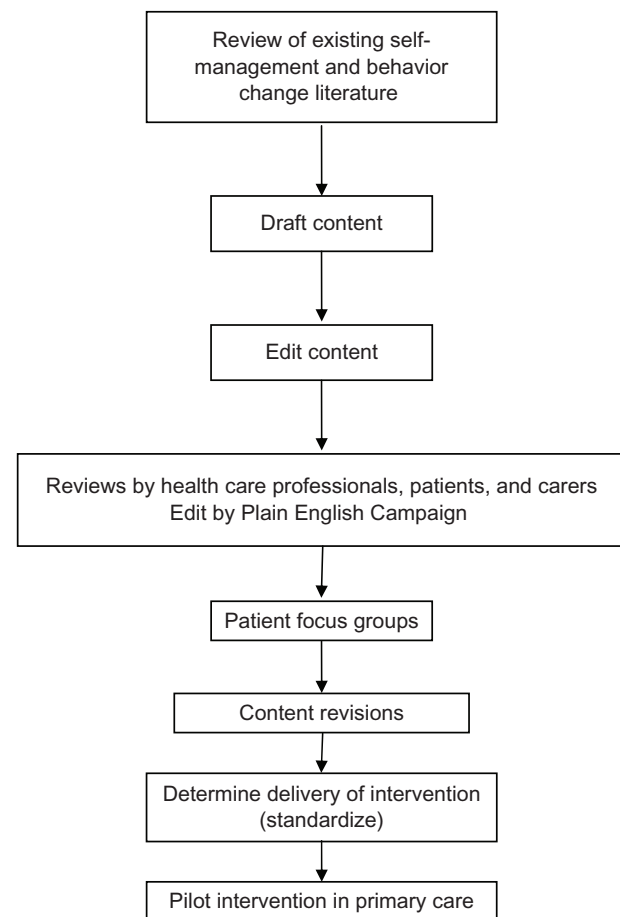 Review of existing self-
management and behavior
change literature
Draft content
Edit content
Reviews by health care professionals, patients, and carers
Edit by Plain English Campaign
Patient focus groups
Content revisions
Determine delivery of intervention
(standardize)
Pilot intervention in primary care